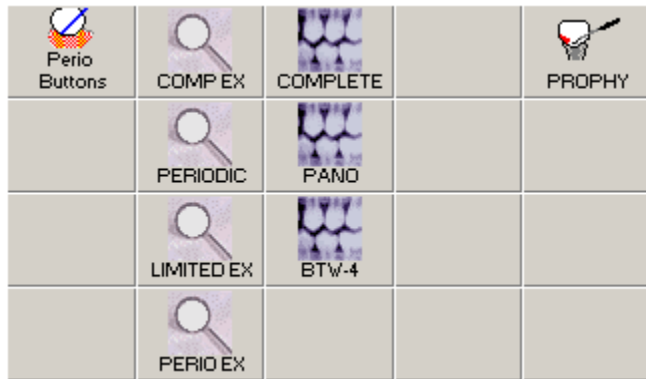 Perio
Buttons
COMP EX
COMPLETE
PROPHY
PERIODIC
PANO
LIMITED EX
BTW-4
PERIO EX